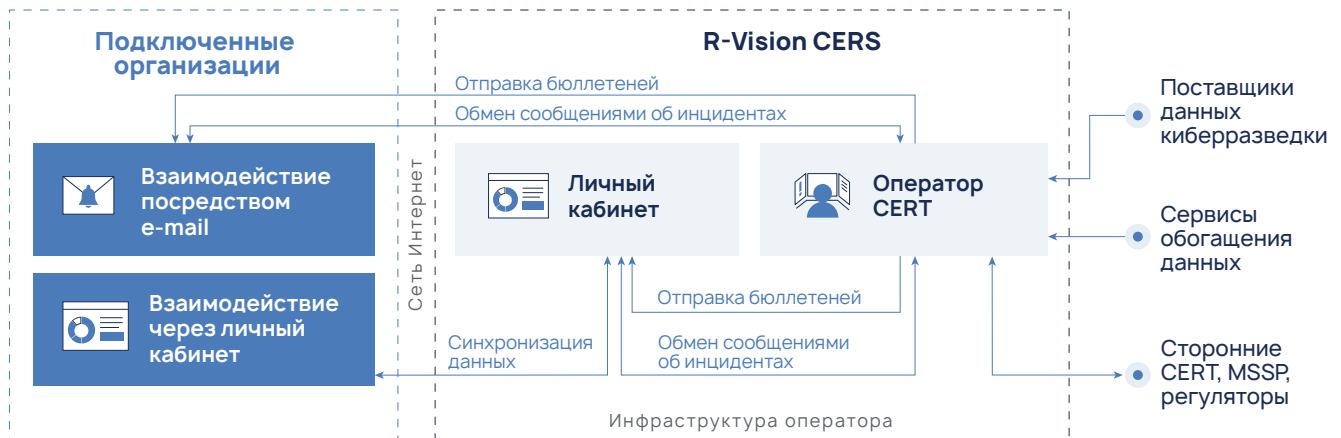 Подключенные
организации
R-Vision CERS
Отправка бюллетеней
Обмен сообщениями об инцидентах
Взаимодействие
посредством
e-mail
Взаимодействие
через личный
кабинет
Сеть Интернет
Личный
кабинет
Оператор
CERT
Отправка бюллетеней
Синхронизация
данных
Обмен сообщениями
об инцидентах
Инфраструктура оператора
Поставщики
данных
киберразведки
Сервисы
обогащения
данных
Сторонние
CERT, MSSP,
регуляторы